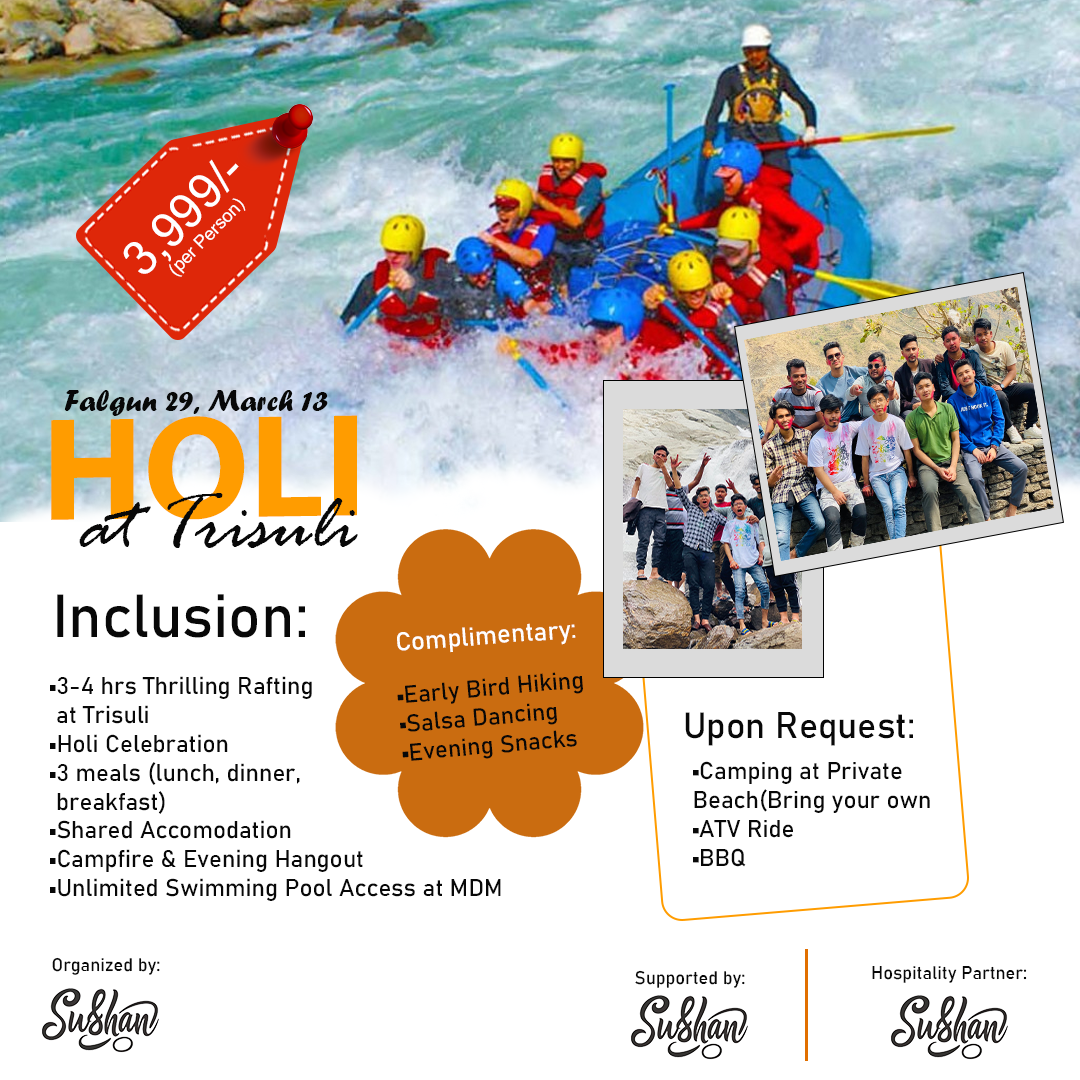 3,999/-
(per Person)
Falgun 29, March 13
HOLI
at Trisuli
Inclusion:
▪3-4 hrs Thrilling Rafting
at Trisuli
▪Holi Celebration
▪3 meals (lunch, dinner,
breakfast)
▪Shared Accomodation
▪Campfire & Evening Hangout
▪Unlimited Swimming Pool Access at MDM
Complimentary:
▪Early Bird Hiking
▪Salsa Dancing
▪Evening Snacks
Upon Request:
▪Camping at Private
Beach(Bring your own
▪ATV Ride
▪BBQ
Organized by:
Sushan
Supported by:
Sushan
Hospitality Partner:
Sushan